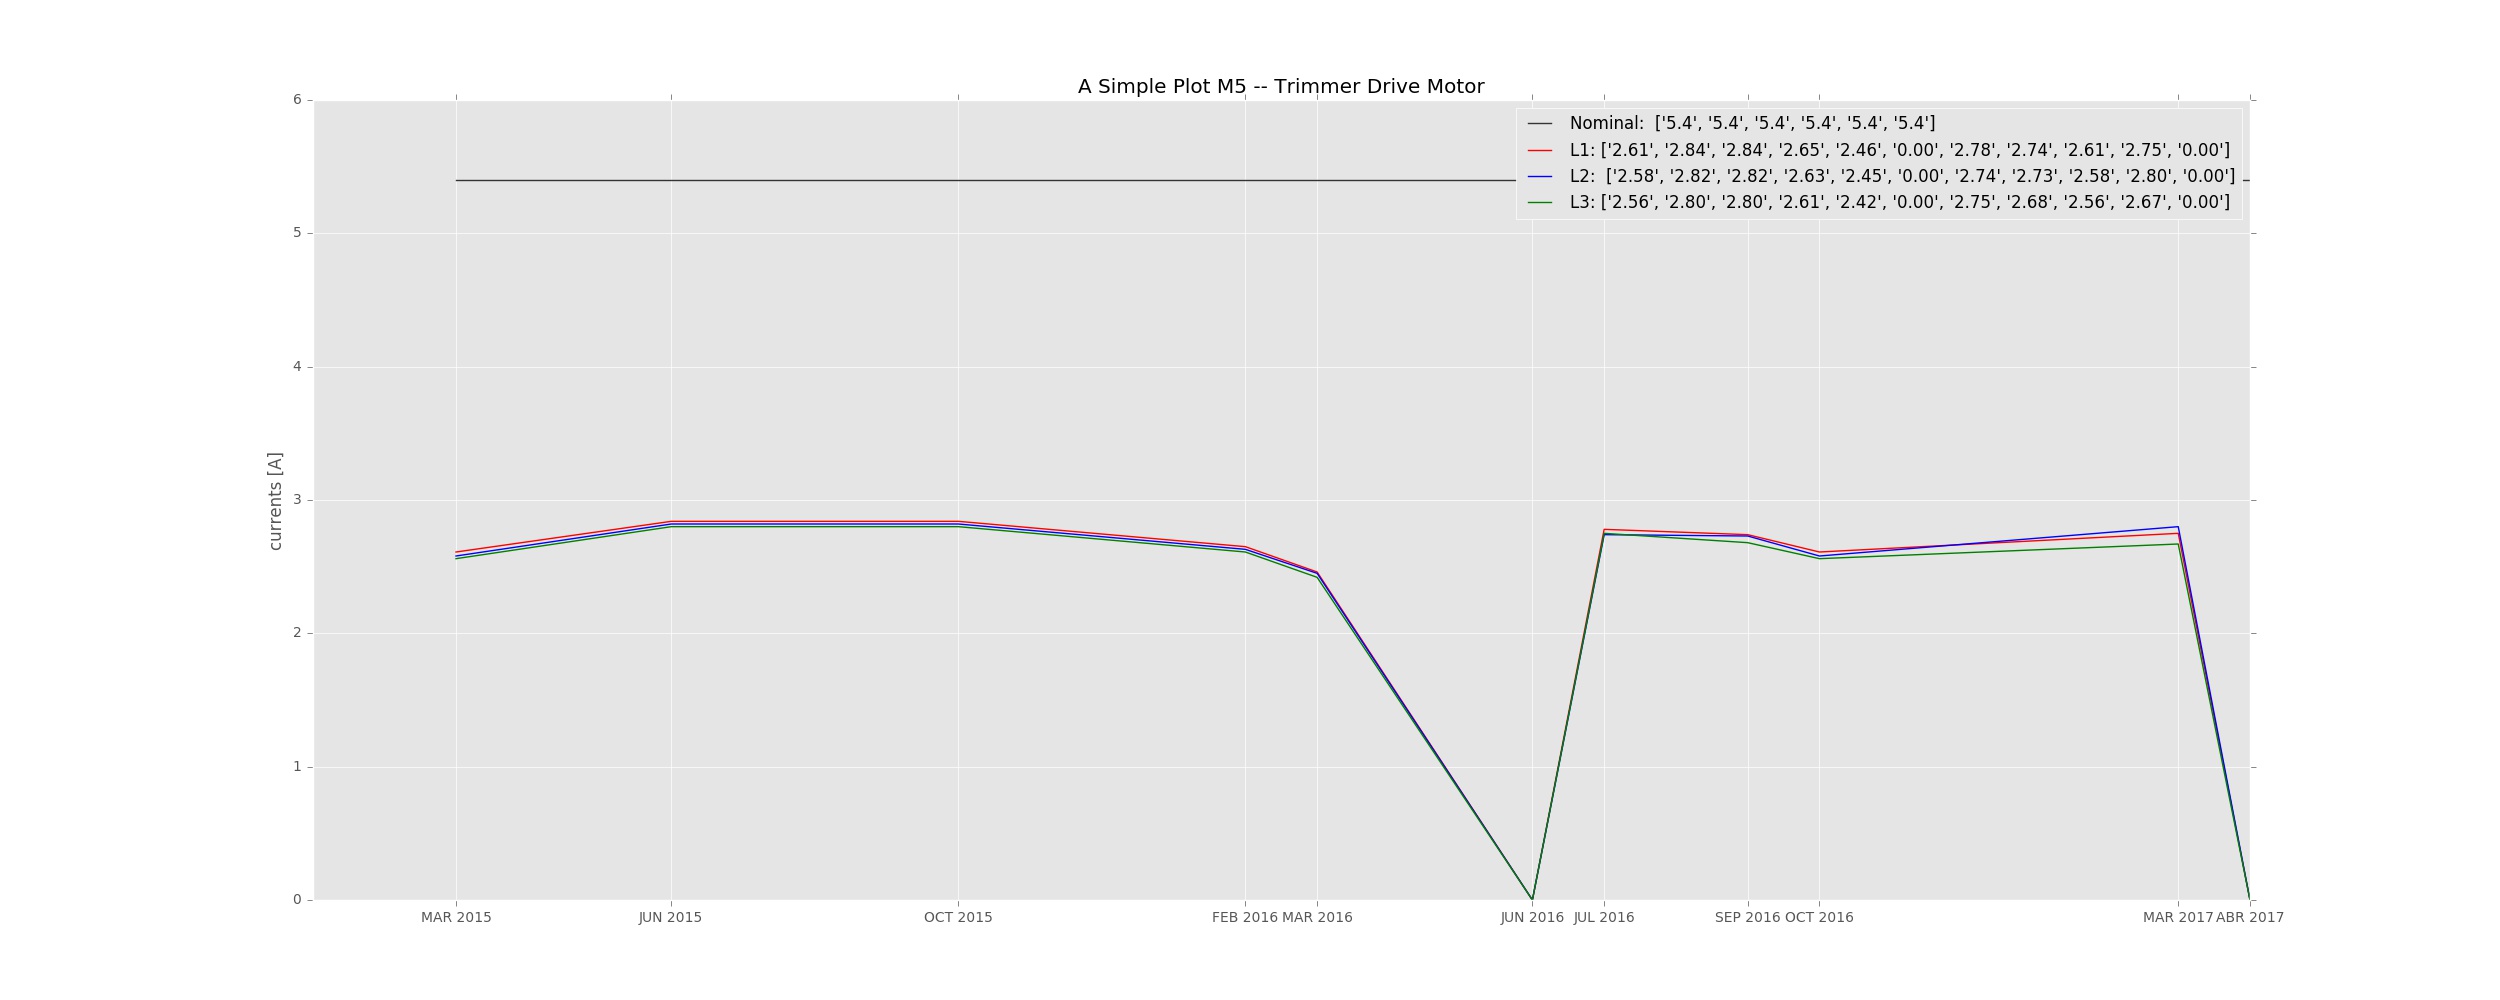 A Simple Plot M5 -- Trimmer Drive Motor
Nominal:  ['5.4', '5.4', '5.4', '5.4', '5.4', '5.4']
L1: ['2.61', '2.84', '2.84', '2.65', '2.46', '0.00', '2.78', '2.74', '2.61', '2.75', '0.00']
L2:  ['2.58', '2.82', '2.82', '2.63', '2.45', '0.00', '2.74', '2.73', '2.58', '2.80', '0.00']
L3: ['2.56', '2.80', '2.80', '2.61', '2.42', '0.00', '2.75', '2.68', '2.56', '2.67', '0.00']
6
5
4
3
2
1
0
currents [A]
MAR 2015 JUN 2015 OCT 2015 FEB 2016 MAR 2016 JUN 2016 JUL 2016 SEP 2016 OCT 2016 MAR 2017 ABR 2017